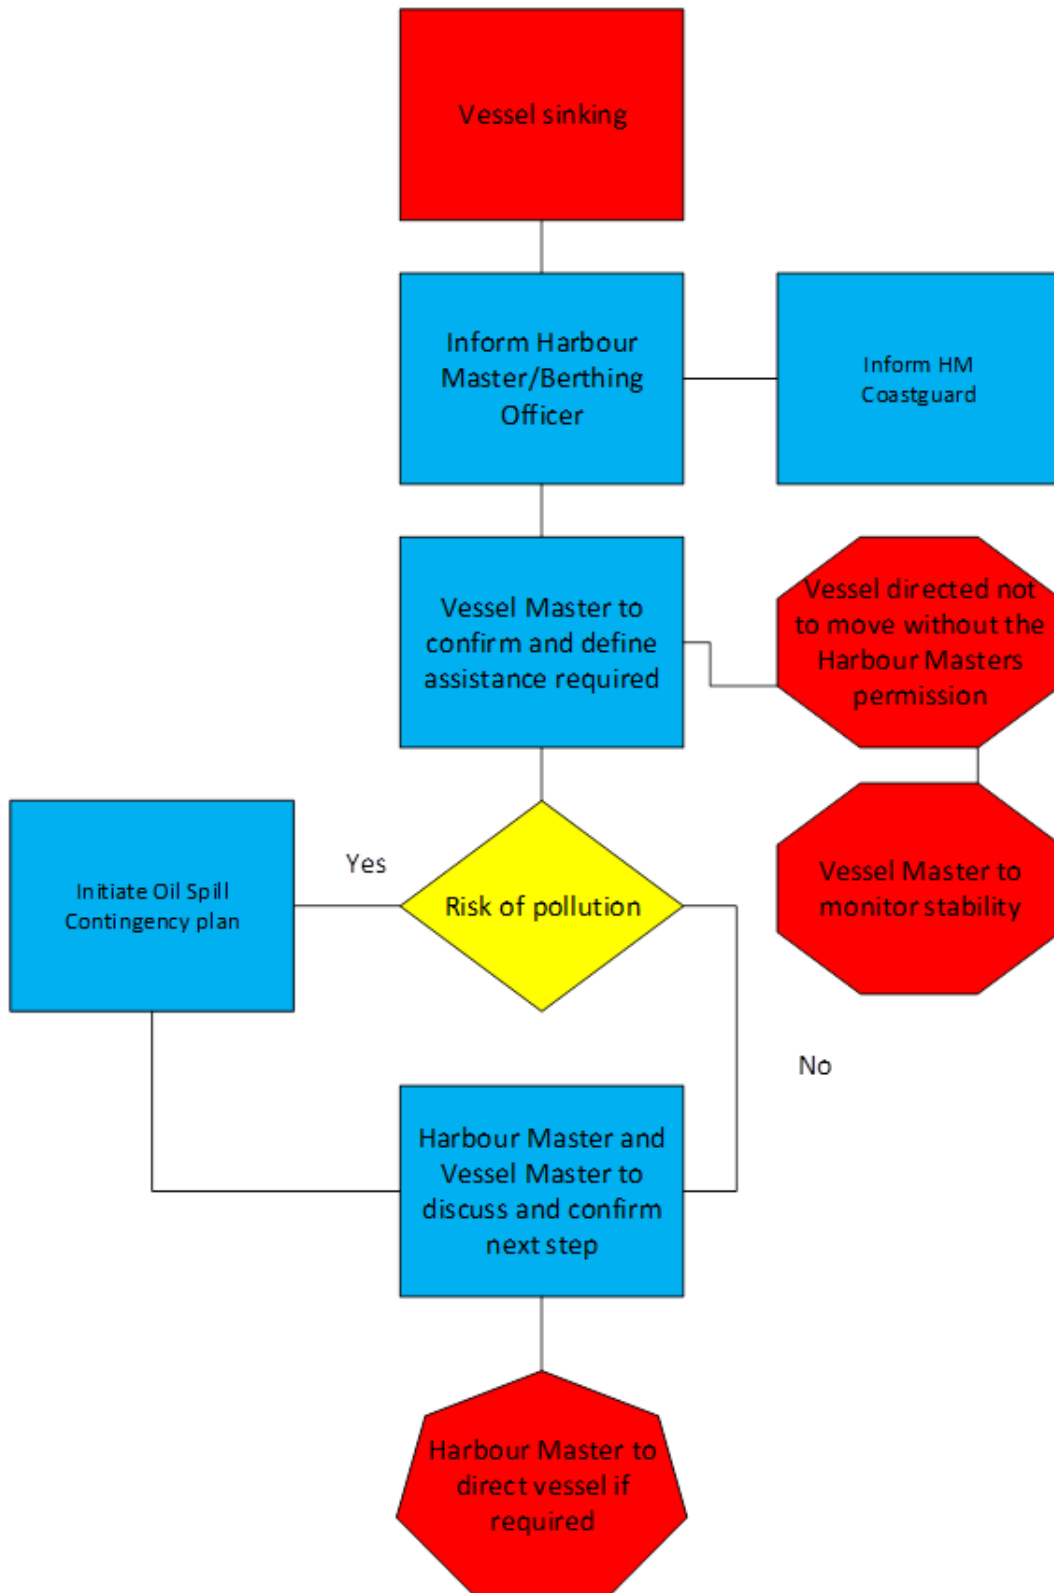 Vessel sinking
Inform Harbour
Master/Berthing
Officer
Inform HM
Coastguard
Vessel Master to
confirm and define
assistance required
Vessel directed not
to move without the
Harbour Masters
permission
Vessel Master to
monitor stability
Yes
Risk of pollution
Initiate Oil Spill
Contingency plan
No
Harbour Master and
Vessel Master to
discuss and confirm
next step
Harbour Master to
direct vessel if
required